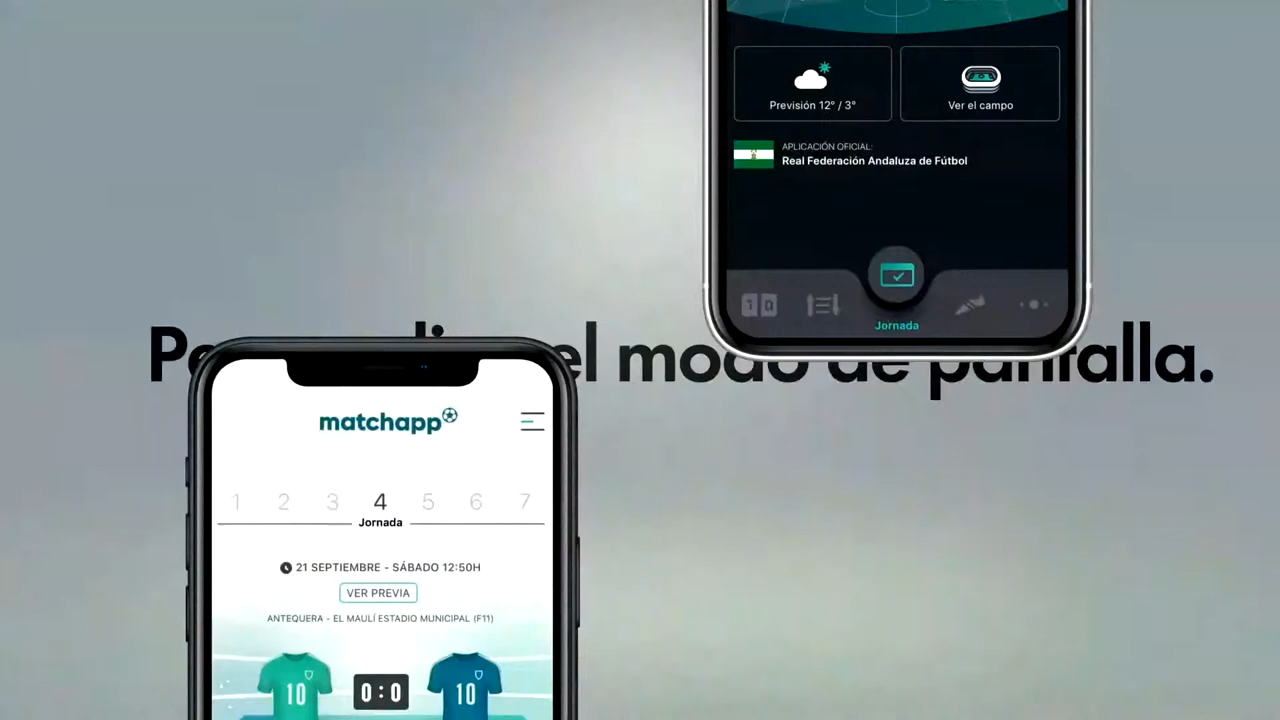 Previsión 12° / 3°
Ver el campo
APLICACIÓN OFICIAL:
Real Federación Andaluza de Fútbol
1 0
Jornada
el modo de pantalla.
matchapp
1 2 3 4 5 6 7
Jornada
21 SEPTIEMBRE - SÁBADO 12:50H
VER PREVIA
ANTEQUERA - EL MAULÍ ESTADIO MUNICIPAL (F11)
10 0:0 10